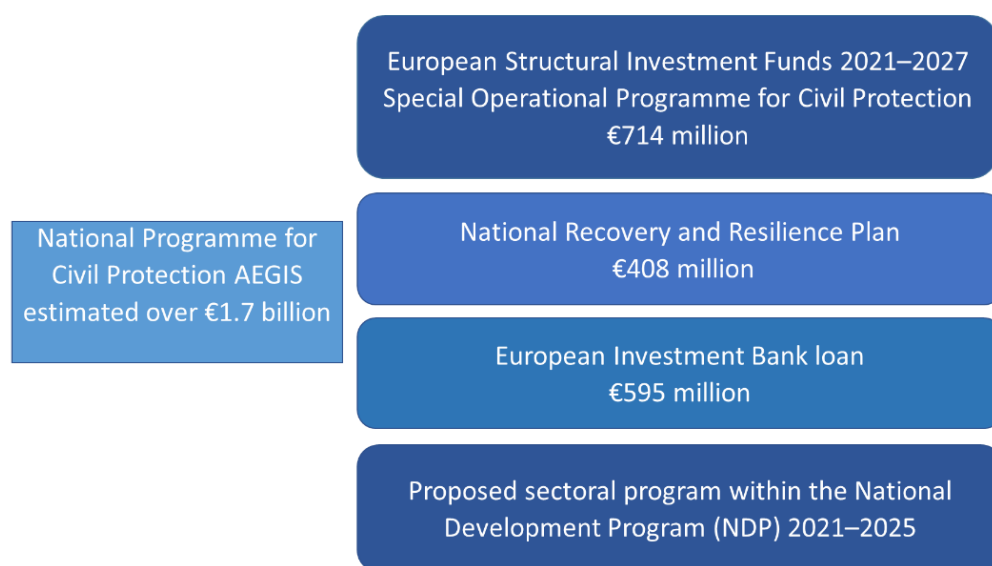 European Structural Investment Funds 2021–2027
Special Operational Programme for Civil Protection
€714 million
National Recovery and Resilience Plan
€408 million
National Programme for
Civil Protection AEGIS
estimated over €1.7 billion
European Investment Bank loan
€595 million
Proposed sectoral program within the National
Development Program (NDP) 2021–2025